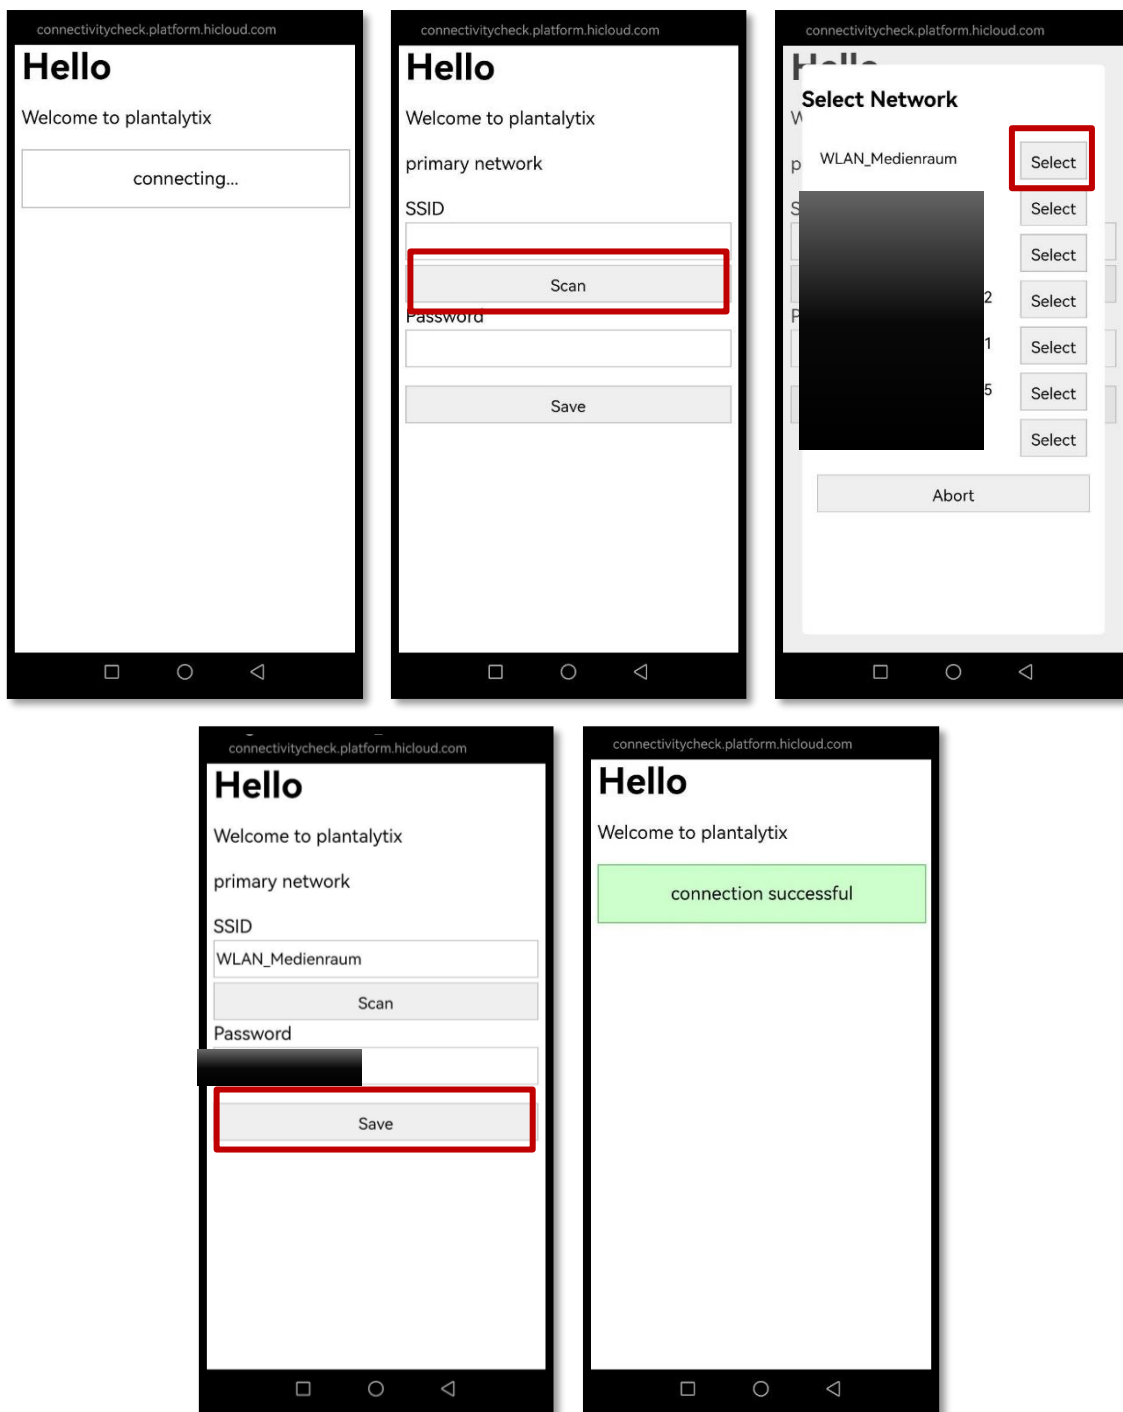 connectivitycheck.platform.hicloud.com
Hello
Welcome to plantalytix
connecting...
connectivitycheck.platform.hicloud.com
Hello
Welcome to plantalytix
primary network
SSID
Scan
Password
Save
connectivitycheck.platform.hicloud.com
Hello
Select Network
W
p
WLAN_Medienraum
Select
S
Select
Select
2
Select
P
1
Select
5
Select
Select
Abort
connectivitycheck.platform.hicloud.com
Hello
Welcome to plantalytix
primary network
SSID
WLAN_Medienraum
Scan
Password
Save
connectivitycheck.platform.hicloud.com
Hello
Welcome to plantalytix
connection successful